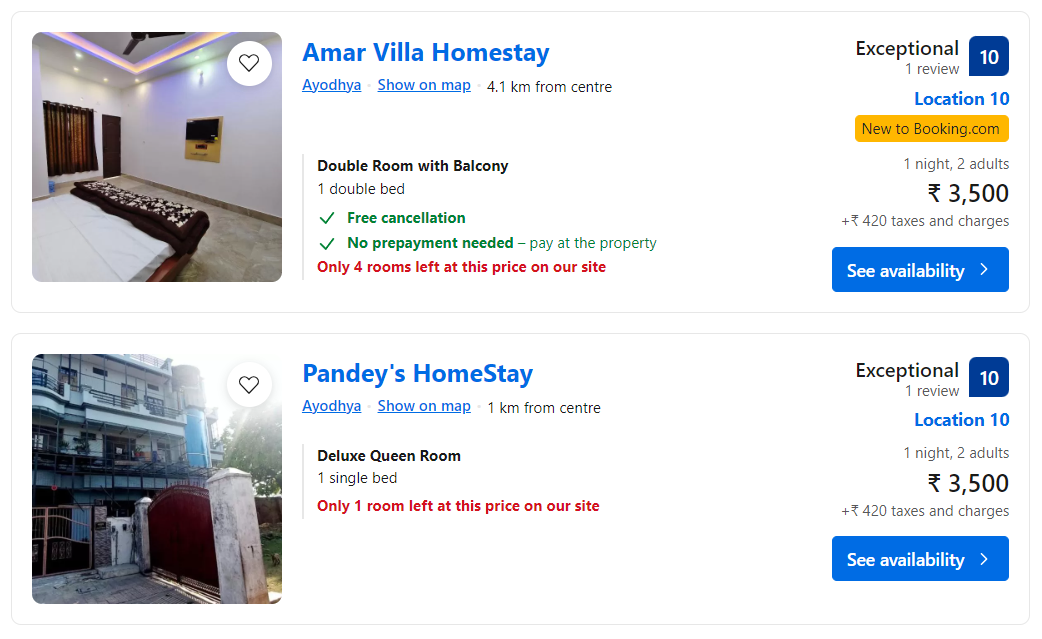 Amar Villa Homestay
Ayodhya · Show on map · 4.1 km from centre
Exceptional 10
1 review
Location 10
New to Booking.com
Double Room with Balcony
1 double bed
✓ Free cancellation
✓ No prepayment needed – pay at the property
Only 4 rooms left at this price on our site
1 night, 2 adults
₹ 3,500
+₹ 420 taxes and charges
See availability
Pandey's HomeStay
Ayodhya · Show on map · 1 km from centre
Exceptional 10
1 review
Location 10
Deluxe Queen Room
1 single bed
Only 1 room left at this price on our site
1 night, 2 adults
₹ 3,500
+₹ 420 taxes and charges
See availability